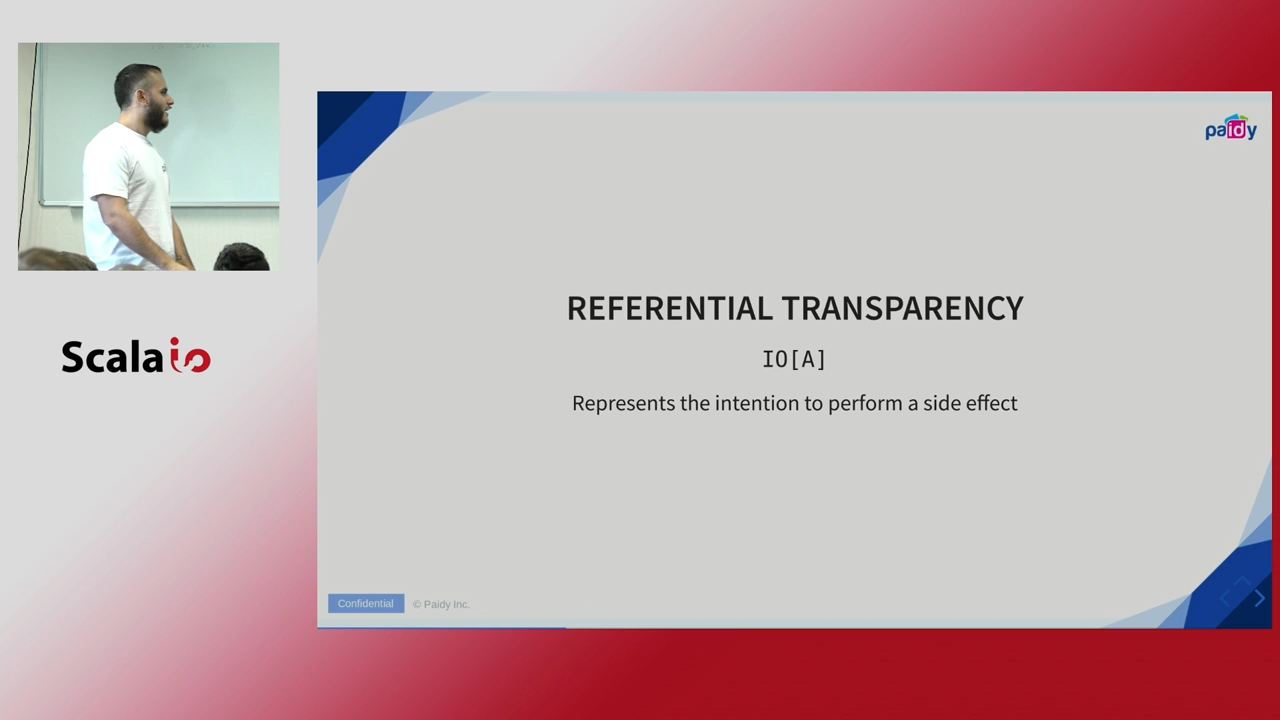 paidy
REFERENTIAL TRANSPARENCY
IO[A]
Represents the intention to perform a side effect
Scala io
Confidential
© Paidy Inc.